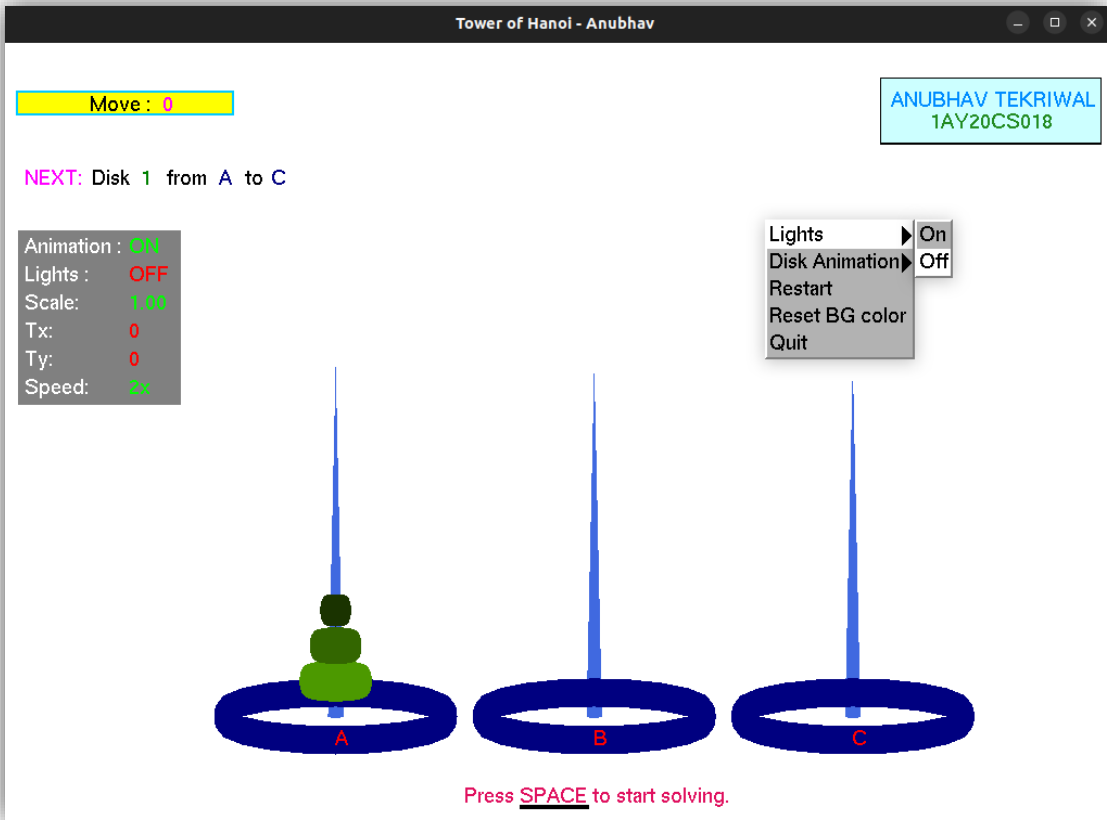 Tower of Hanoi - Anubhav
Move : 0
ANUBHAV TEKRIWAL
1AY20CS018
NEXT: Disk 1 from A to C
Animation : ON
Lights : OFF
Scale: 1.00
Tx: 0
Ty: 0
Speed: 2x
Lights
Disk Animation
Restart
Reset BG color
Quit
On
Off
A
B
C
Press SPACE to start solving.